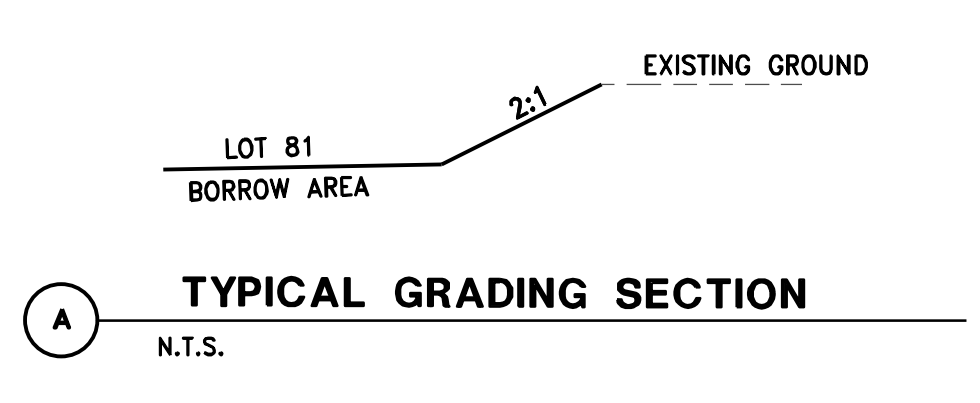 EXISTING GROUND
2:1
LOT 81
BORROW AREA
TYPICAL GRADING SECTION
A
N.T.S.